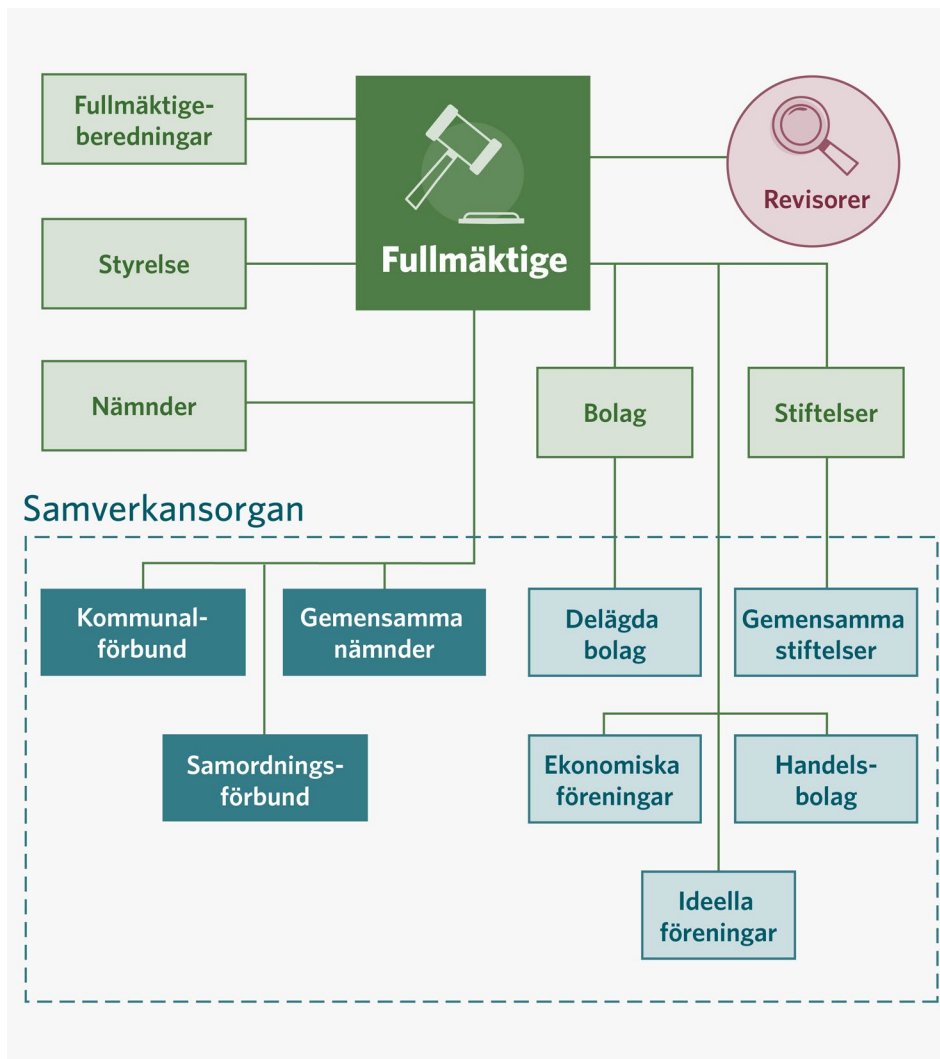 Fullmäktige-
beredningar
Fullmäktige
Revisorer
Styrelse
Nämnder
Bolag
Stiftelser
Samverkansorgan
Kommunal-
förbund
Gemensamma
nämnder
Delägda
bolag
Gemensamma
stiftelser
Samordnings-
förbund
Ekonomiska
föreningar
Handels-
bolag
Ideella
föreningar